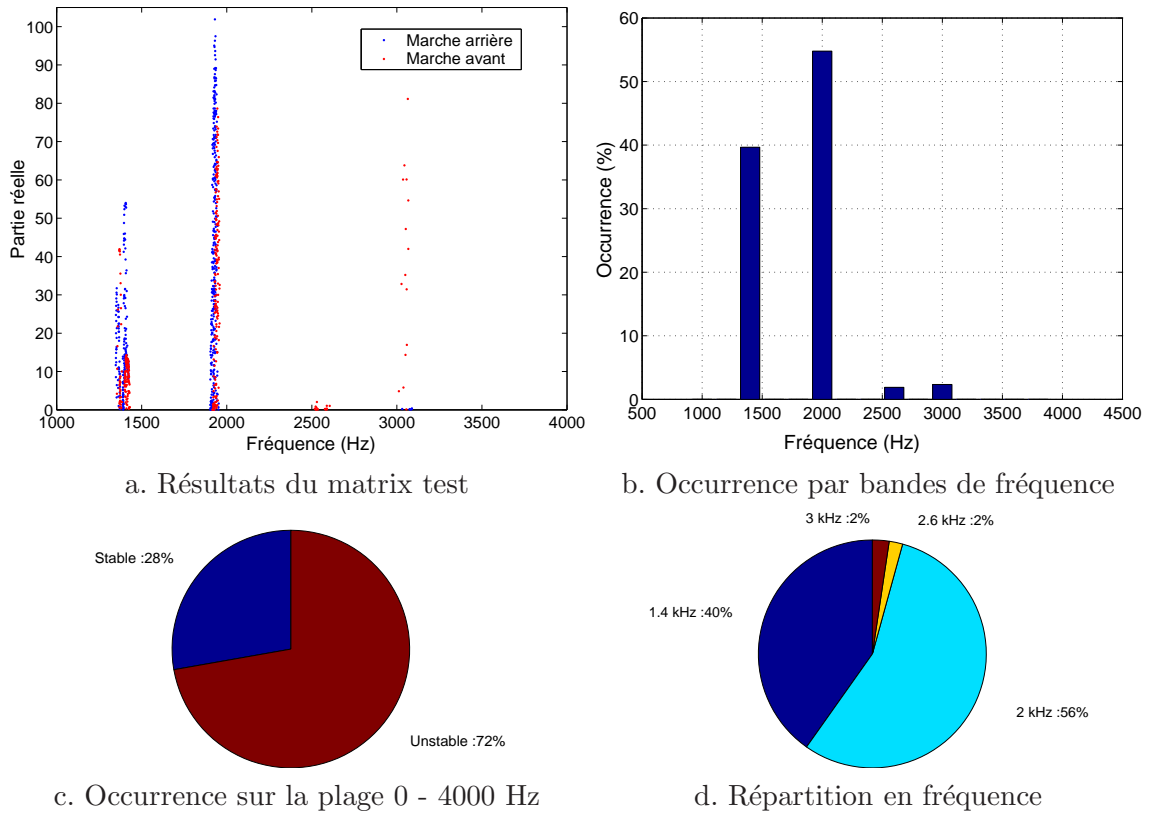 100
90
80
70
60
50
40
30
20
10
0
Partie réelle
1000 1500 2000 2500 3000 3500 4000
Fréquence (Hz)
Marche arrière
Marche avant
a. Résultats du matrix test
60
50
40
30
20
10
0
Occurrence (%)
500 1000 1500 2000 2500 3000 3500 4000 4500
Fréquence (Hz)
b. Occurrence par bandes de fréquence
Stable :28%
Unstable :72%
c. Occurrence sur la plage 0 - 4000 Hz
3 kHz :2%
2.6 kHz :2%
1.4 kHz :40%
2 kHz :56%
d. Répartition en fréquence